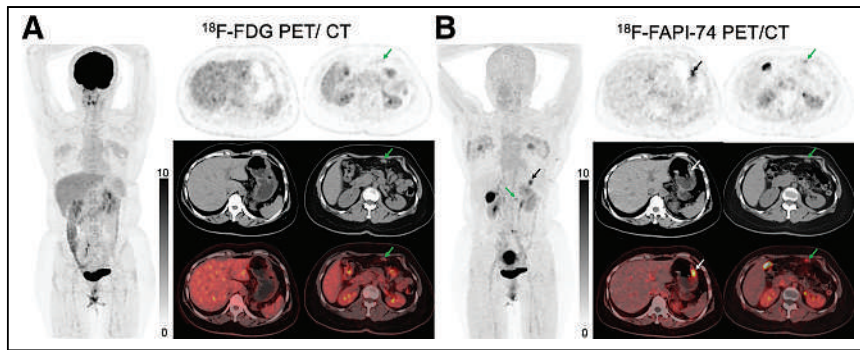 A
¹⁸F-FDG PET/ CT
10
0
B
¹⁸F-FAPI-74 PET/CT
10
0